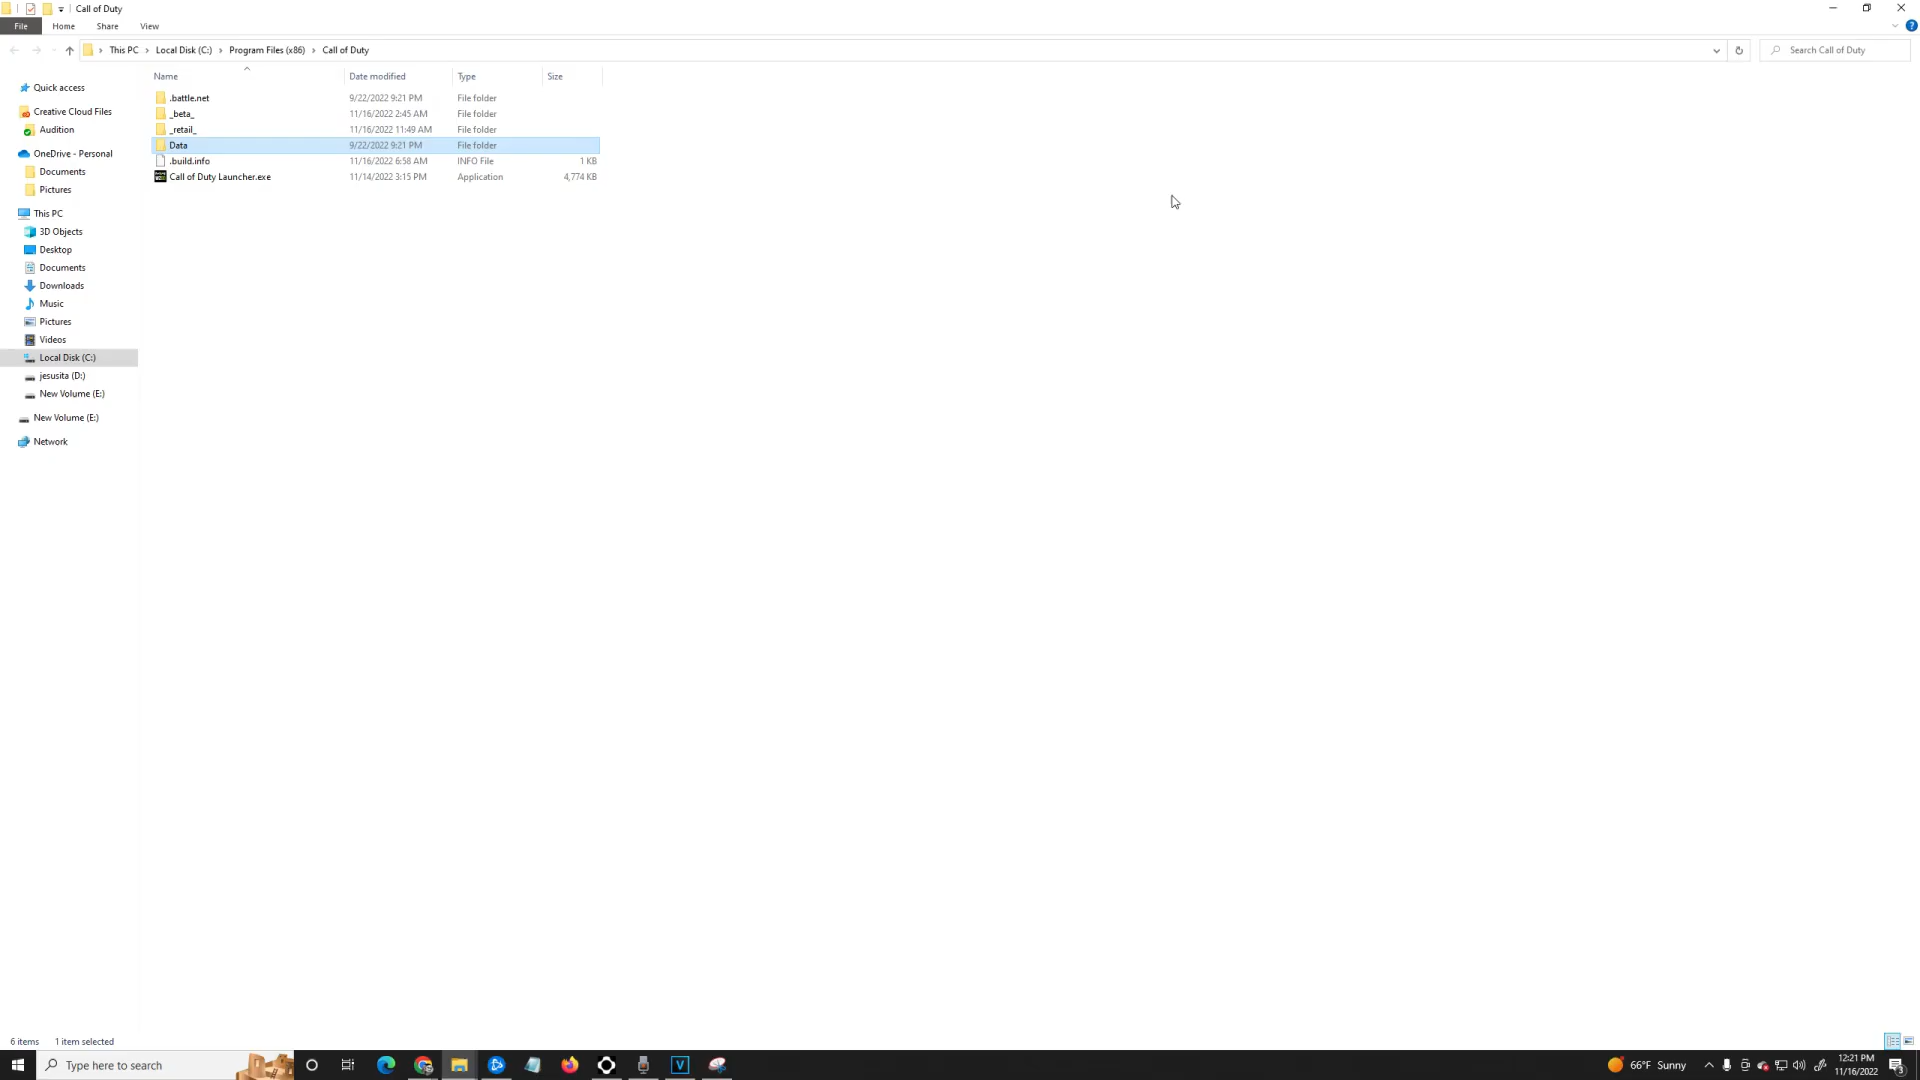 Call of Duty
File Home Share View
This PC Local Disk (C:) Program Files (x86) Call of Duty
Search Call of Duty
Name Date modified Type Size
.battle.net 9/22/2022 9:21 PM File folder
_beta_ 11/16/2022 2:45 AM File folder
_retail_ 11/16/2022 11:49 AM File folder
Data 9/22/2022 9:21 PM File folder
.build.info 11/16/2022 6:58 AM INFO File 1 KB
Call of Duty Launcher.exe 11/14/2022 3:15 PM Application 4,774 KB
Quick access
Creative Cloud Files
Audition
OneDrive - Personal
Documents
Pictures
This PC
3D Objects
Desktop
Documents
Downloads
Music
Pictures
Videos
Local Disk (C:)
jesusita (D:)
New Volume (E:)
New Volume (E:)
Network
6 items 1 item selected
Type here to search
V
66°F Sunny
12:21 PM
11/16/2022
3